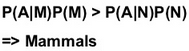 P(A|M)P(M) > P(A|N)P(N)
=> Mammals